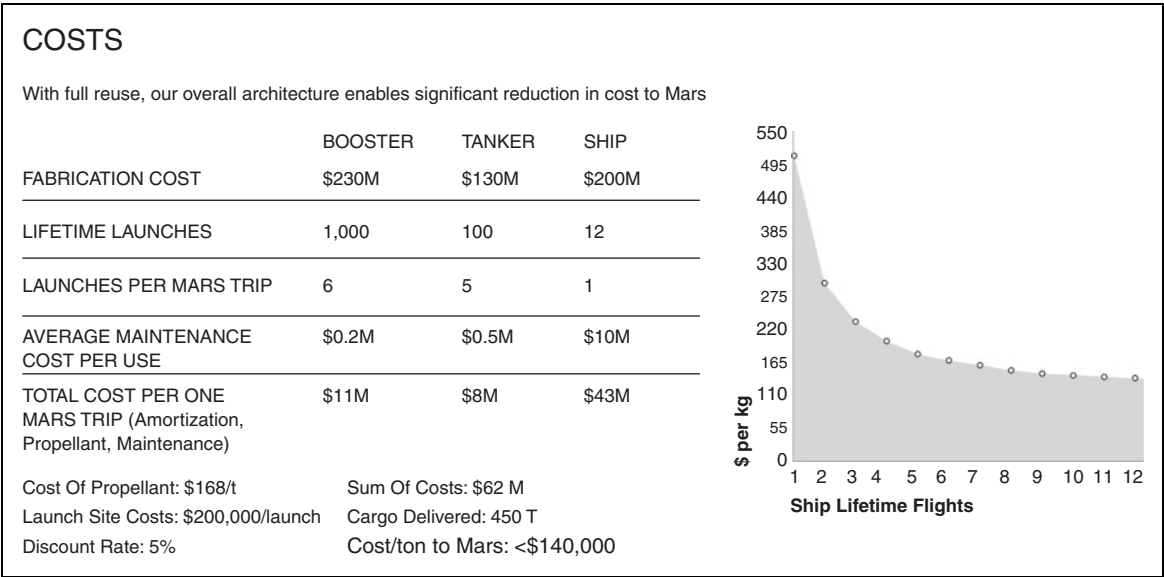 COSTS
With full reuse, our overall architecture enables significant reduction in cost to Mars
BOOSTER TANKER SHIP
FABRICATION COST $230M $130M $200M
LIFETIME LAUNCHES 1,000 100 12
LAUNCHES PER MARS TRIP 6 5 1
AVERAGE MAINTENANCE $0.2M $0.5M $10M
COST PER USE
TOTAL COST PER ONE $11M $8M $43M
MARS TRIP (Amortization,
Propellant, Maintenance)
Cost Of Propellant: $168/t Sum Of Costs: $62 M
Launch Site Costs: $200,000/launch Cargo Delivered: 450 T
Discount Rate: 5% Cost/ton to Mars: <$140,000
550
495
440
385
330
275
220
165
110
55
0
$ per kg
1 2 3 4 5 6 7 8 9 10 11 12
Ship Lifetime Flights